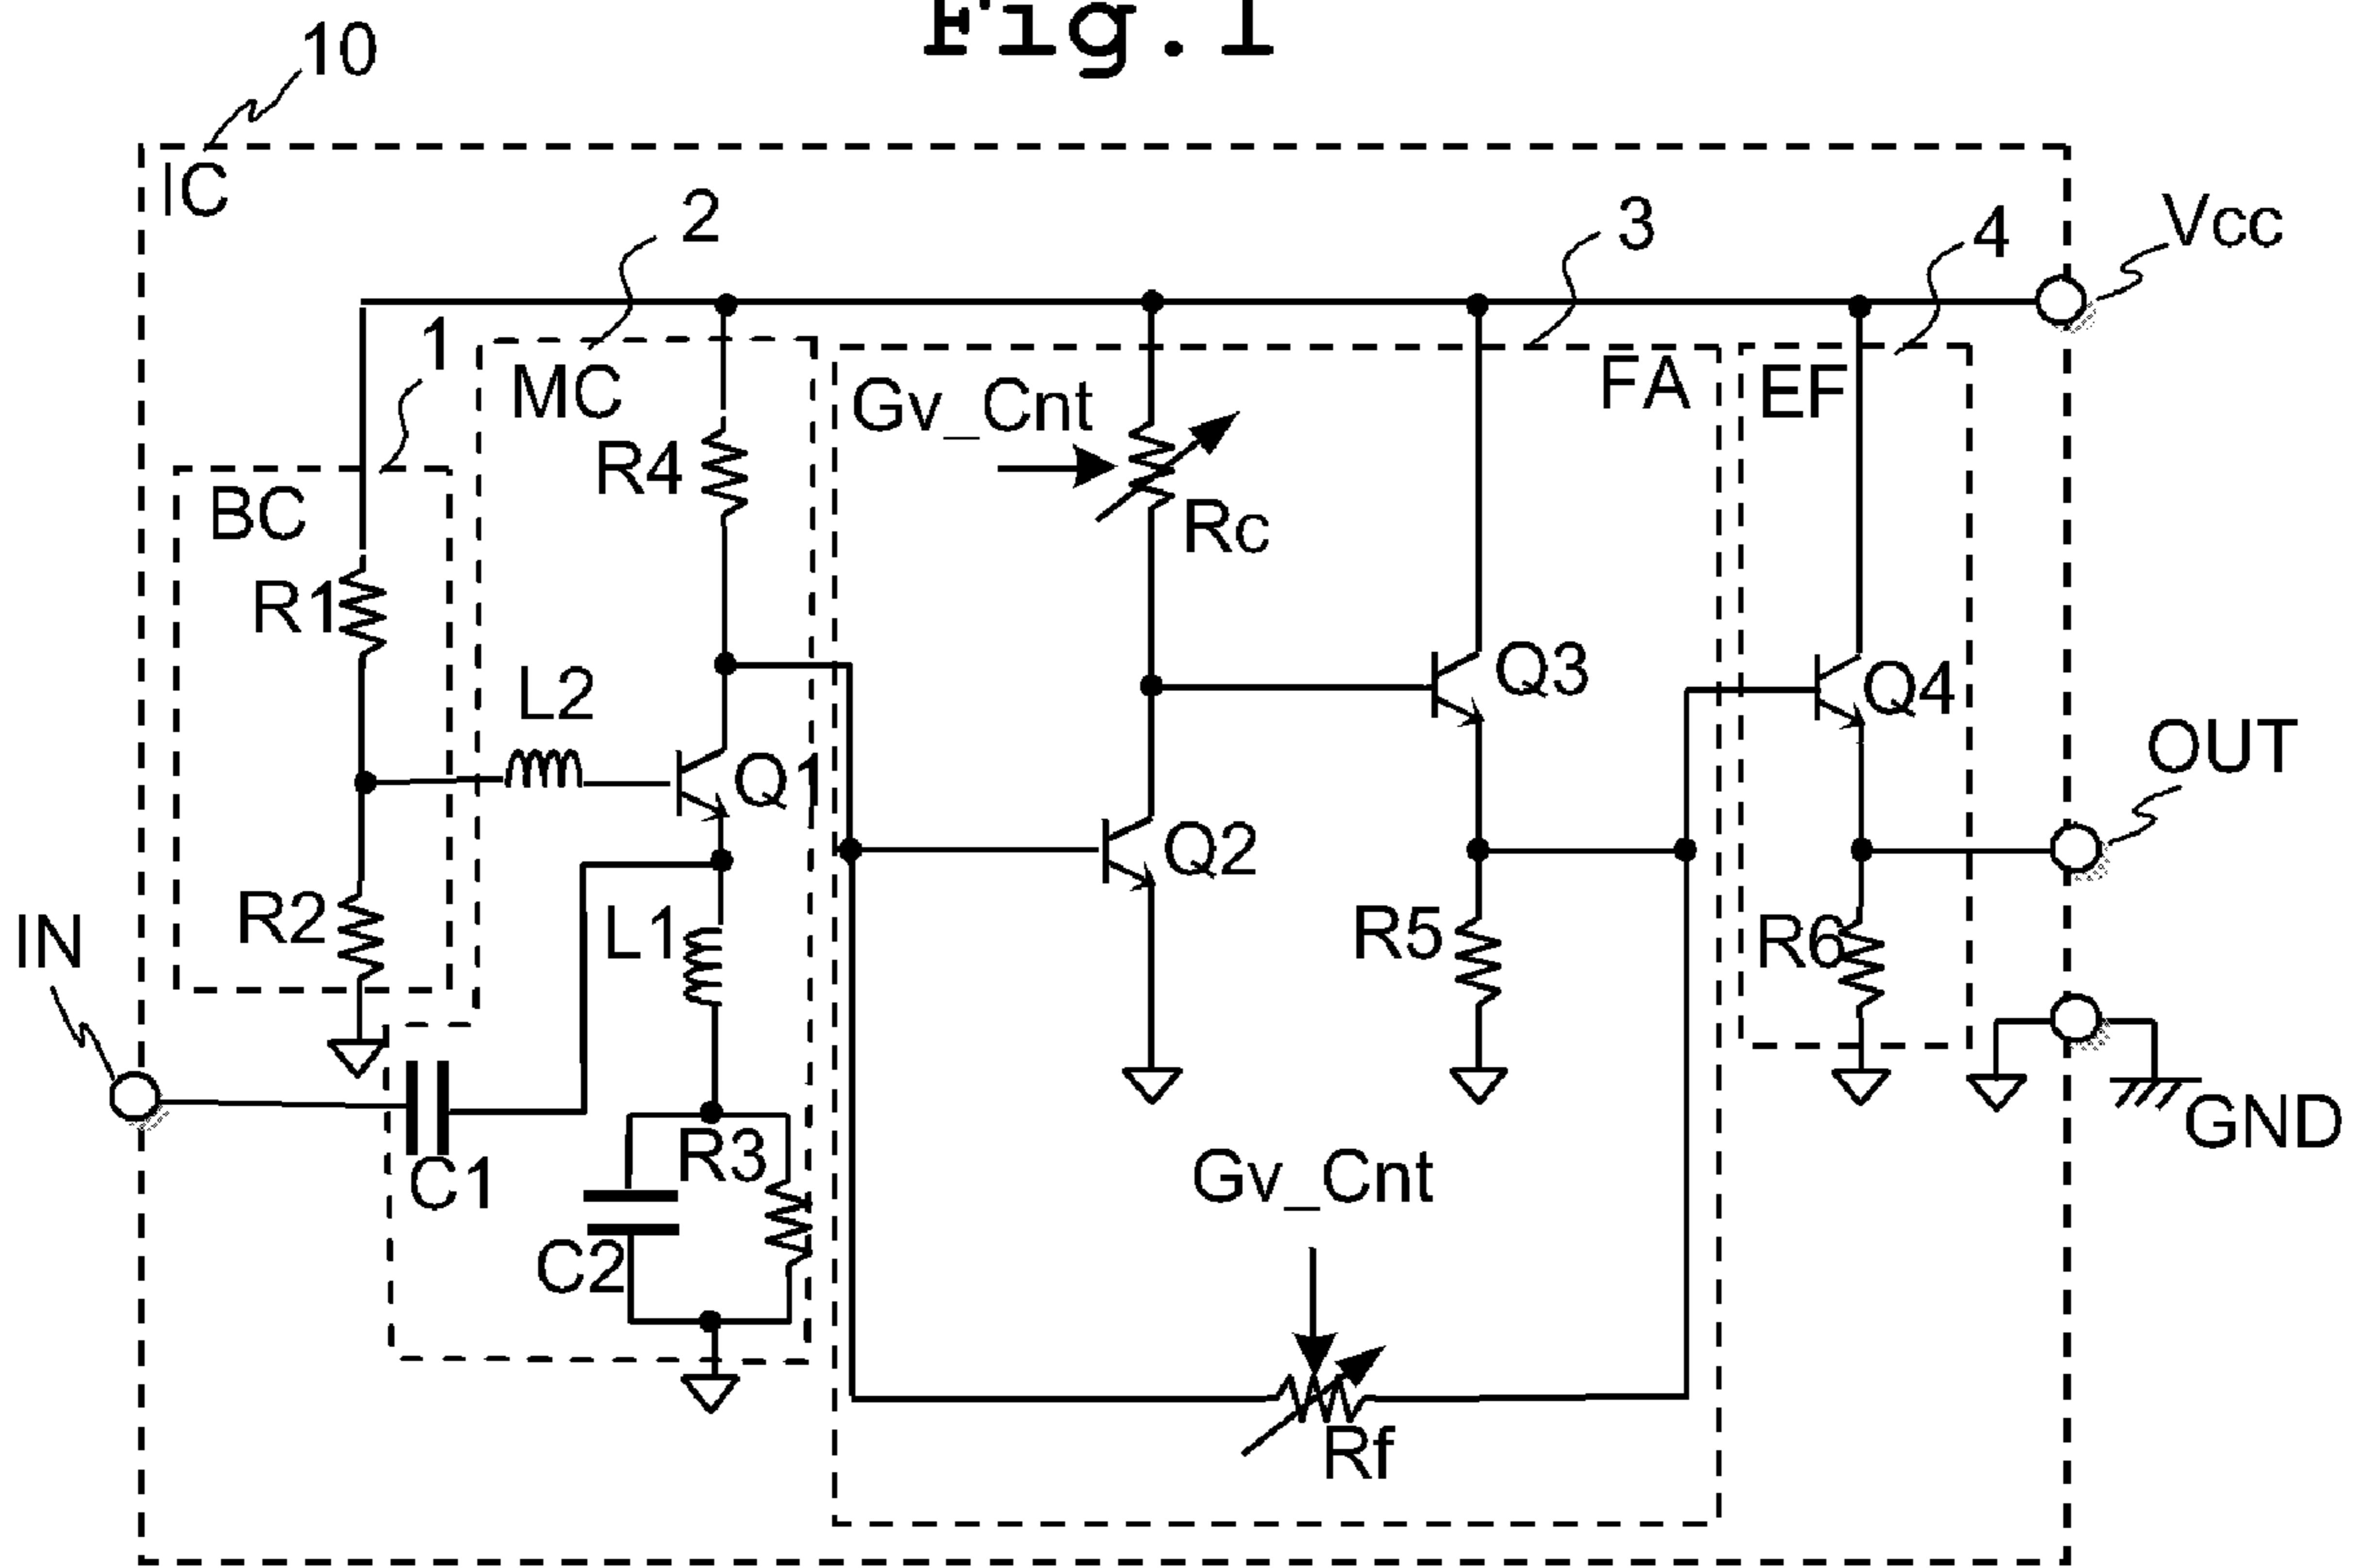 Fig.1
10
IC
2
3
4
Vcc
1
MC
Gv_Cnt
FA
EF
R4
BC
Rc
R1
L2
Q3
Q4
Q1
OUT
Q2
R2
L1
R5
R6
IN
GND
R3
C1
Gv_Cnt
C2
Rf